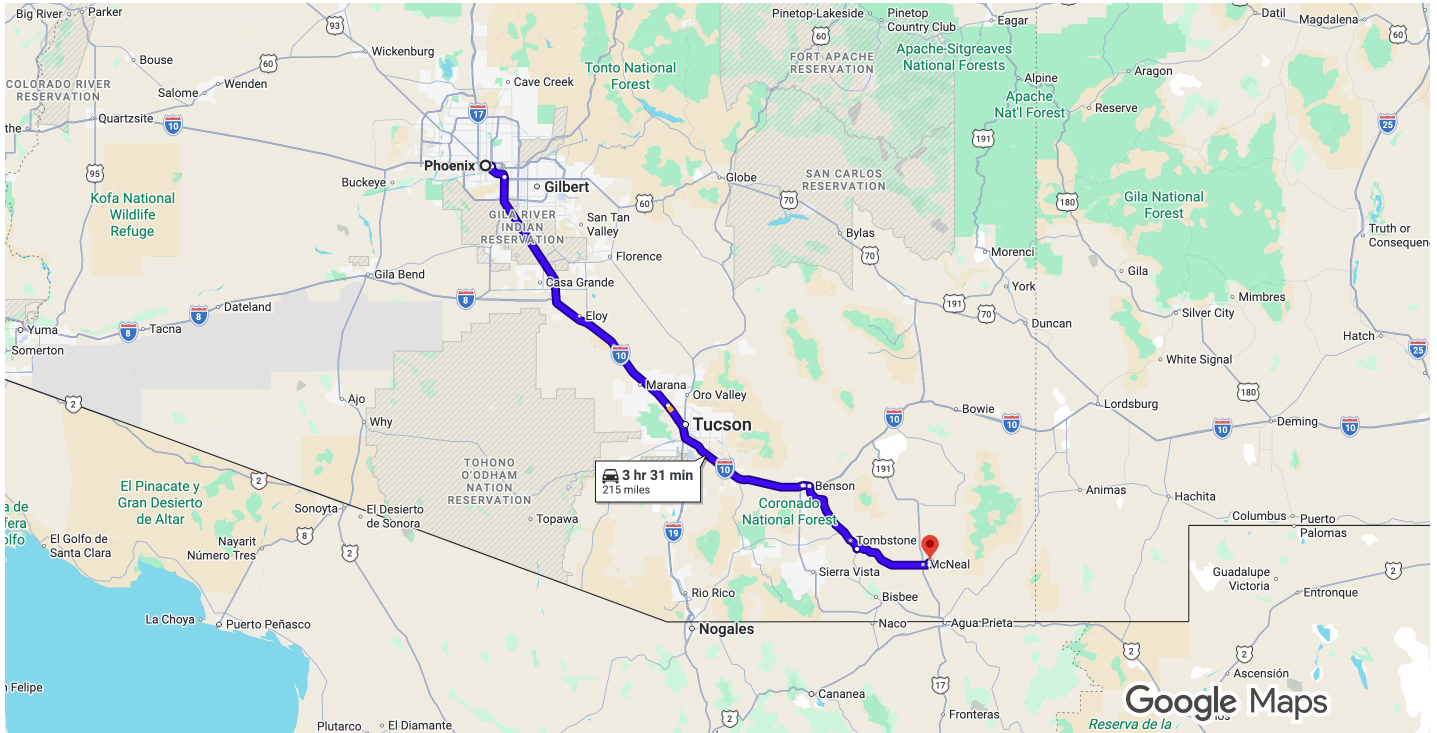 Big River
Parker
93
Pinetop-Lakeside
Pinetop
Country Club
Eagar
60
Datil
Magdalena
60
Bouse
Wickenburg
60
Cave Creek
Tonto National
Forest
FORT APACHE
RESERVATION
Apache-Sitgreaves
National Forests
Alpine
Aragon
COLORADO RIVER
RESERVATION
Salome
Wenden
Apache
Nat'l Forest
Reserve
17
the
Quartzsite
10
191
25
Phoenix
95
Buckeye
Gilbert
Globe
SAN CARLOS
RESERVATION
Kofa National
Wildlife
Refuge
60
70
180
Gila National
Forest
GILA RIVER
INDIAN
RESERVATION
San Tan
Valley
Bylas
Truth or
Consequen
Florence
70
Morenci
Gila Bend
Casa Grande
Gila
8
York
191
70
Mimbres
Dateland
8
Eloy
Duncan
Silver City
Yuma
8
Tacna
Hatch
Somerton
10
25
White Signal
Marana
Oro Valley
180
2
Ajo
Lordsburg
Why
Tucson
10
Bowie
10
10
Deming
10
TOHONO
O'ODHAM
NATION
RESERVATION
10
191
3 hr 31 min
215 miles
Benson
Animas
Hachita
El Pinacate y
Gran Desierto
de Altar
Coronado
National Forest
Sonoyta
El Desierto
de Sonora
Topawa
Columbus
Puerto
Palomas
a de
fera
olfo
8
19
El Golfo de
Santa Clara
Nayarit
Número Tres
2
Tombstone
McNeal
Sierra Vista
Guadalupe
Victoria
2
Rio Rico
Bisbee
Entronque
La Choya
Puerto Peñasco
Nogales
Naco
Agua Prieta
2
2
Ascensión
n Felipe
17
Cananea
Google Maps
Plutarco
El Diamante
2
Fronteras
los
Reserva de la